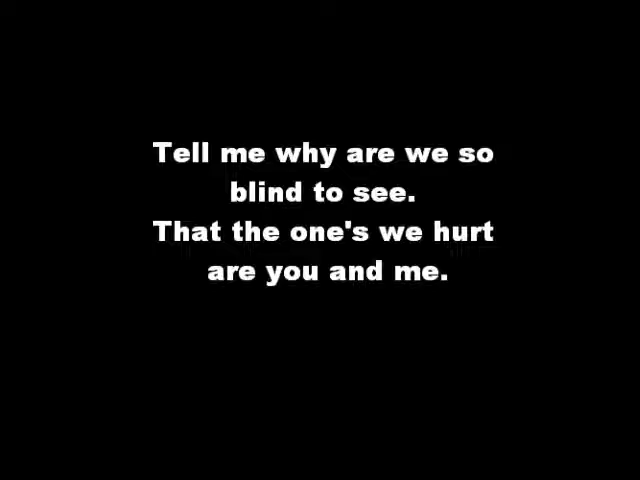 Tell me why are we so
blind to see.
That the one's we hurt
are you and me.